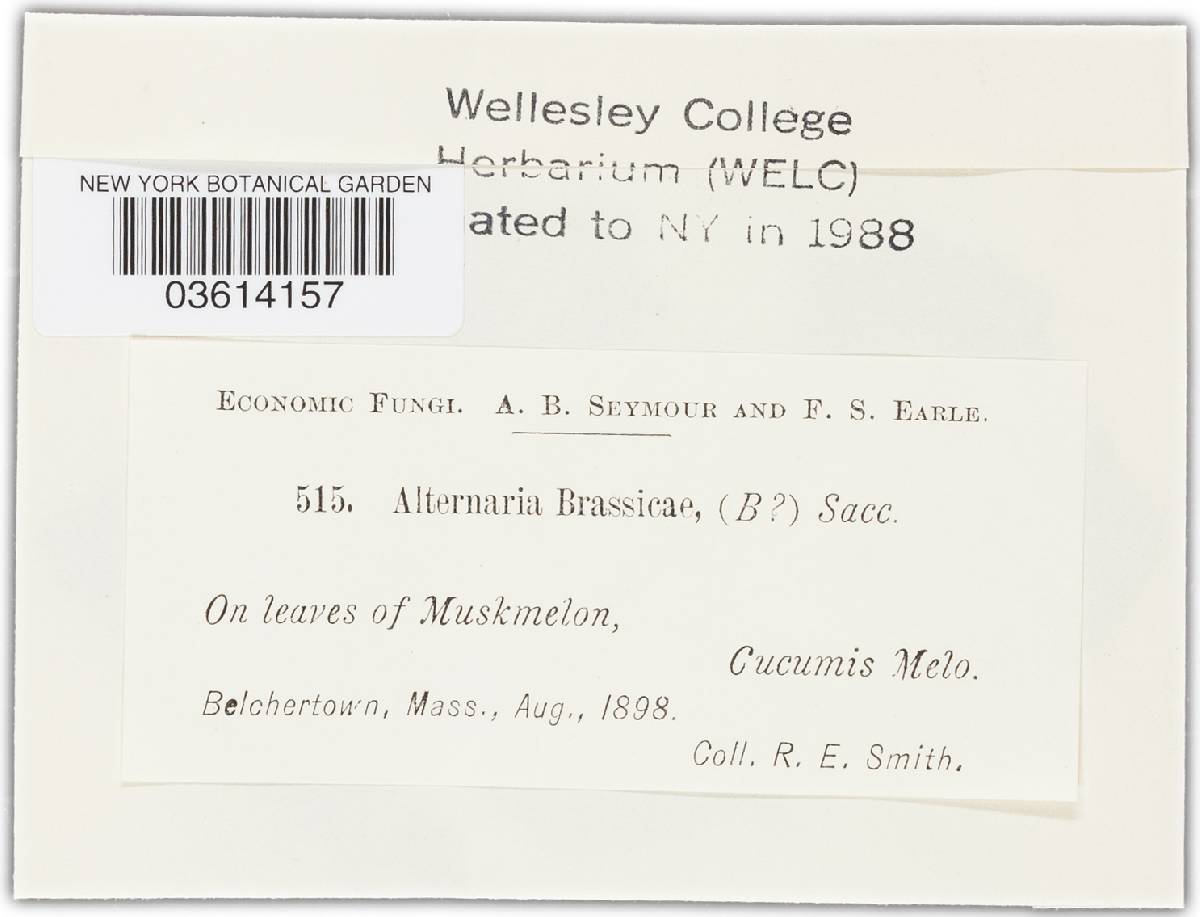 Wellesley College
Herbarium (WELC)
ated to NY in 1988
NEW YORK BOTANICAL GARDEN
03614157
ECONOMIC FUNGI. A. B. SEYMOUR AND F. S. EARLE.
515. Alternaria Brassicae, (B?) Sacc.
On leaves of Muskmelon,
Cucumis Melo.
Belchertown, Mass., Aug., 1898.
Coll. R. E. Smith.